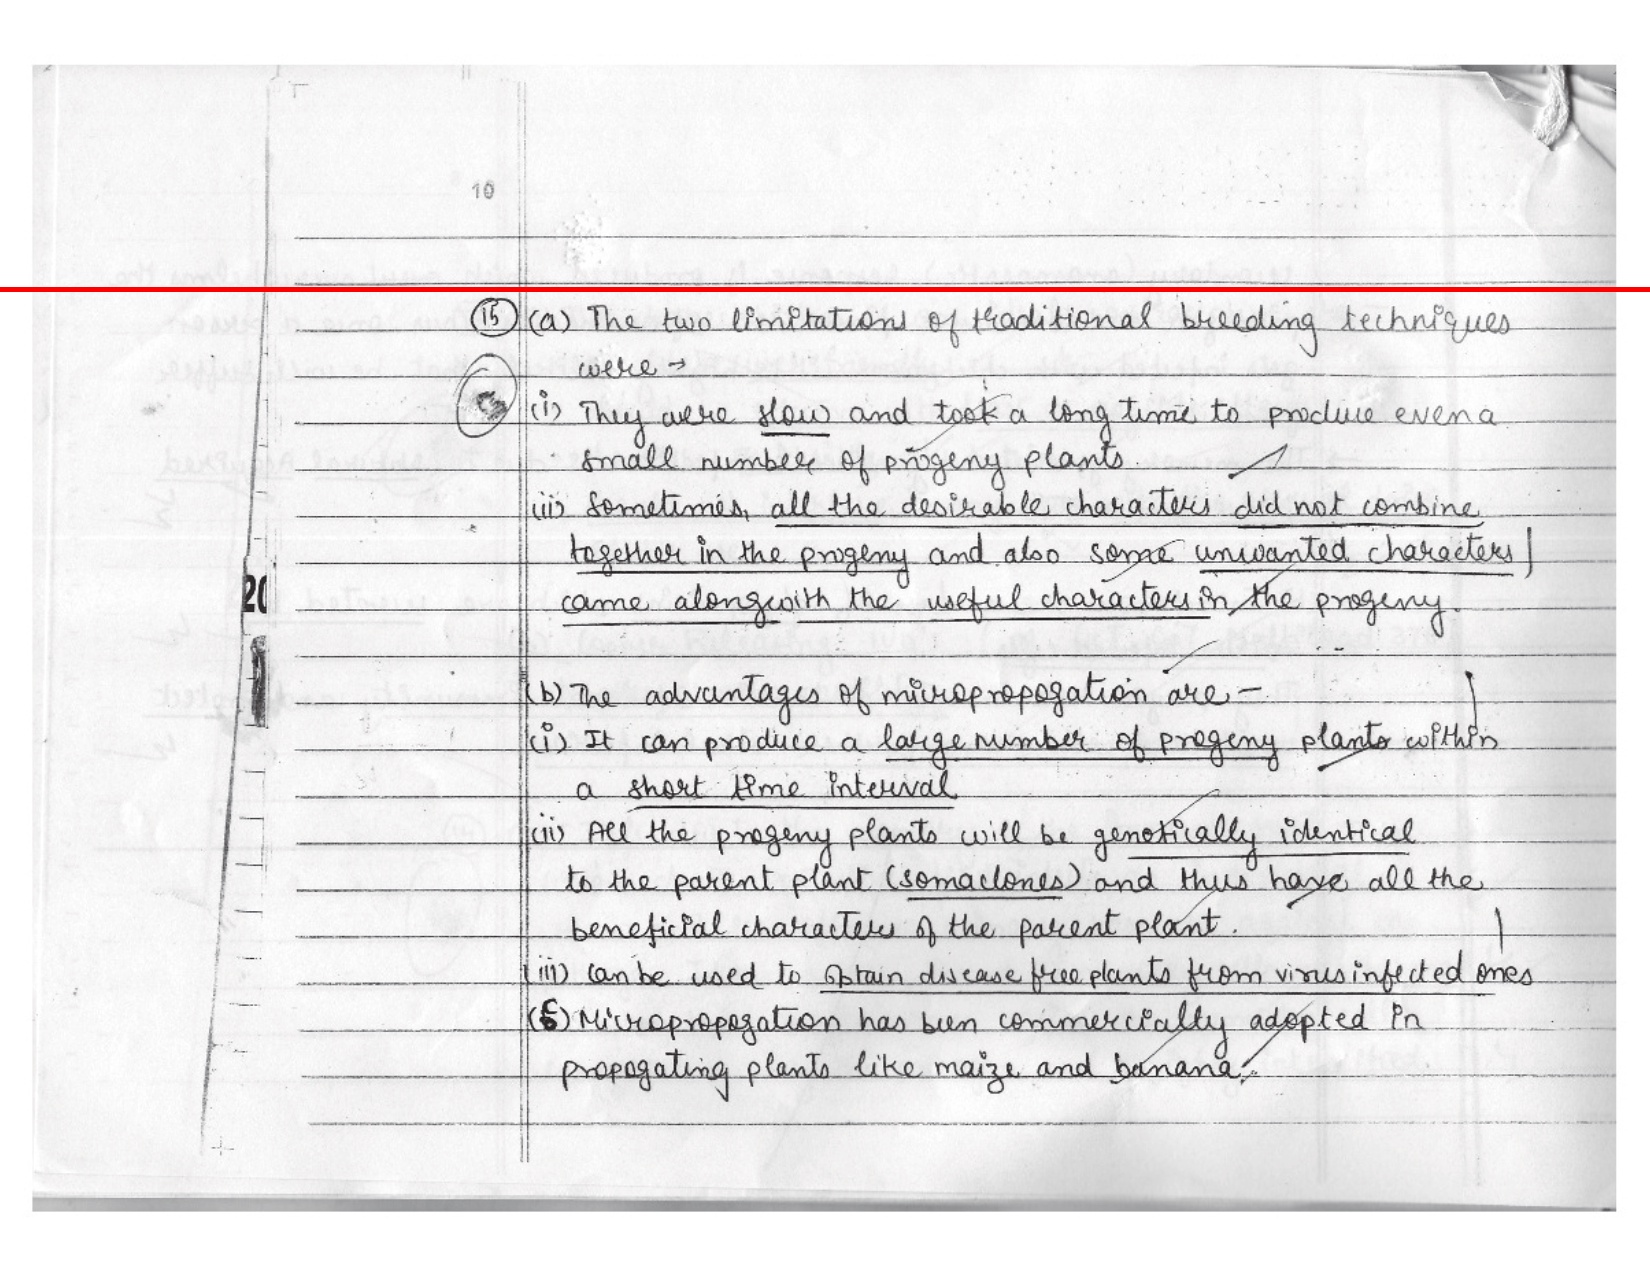 10
15 (a) The two limitations of traditional breeding techniques
were →
(i) They were slow and took a long time to produce even a
small number of progeny plants
(ii) Sometimes, all the desirable characters did not combine
together in the progeny and also some unwanted characters
came alongwith the useful characters in the progeny.
20
(b) The advantages of micropropogation are –
(i) It can produce a large number of progeny plants within
a short time interval
(ii) All the progeny plants will be genetically identical
to the parent plant (somaclones) and thus have all the
beneficial characters of the parent plant.
(iii) Can be used to obtain disease free plants from virus infected ones
(c) Micropropogation has been commercially adopted in
propogating plants like maize and banana.